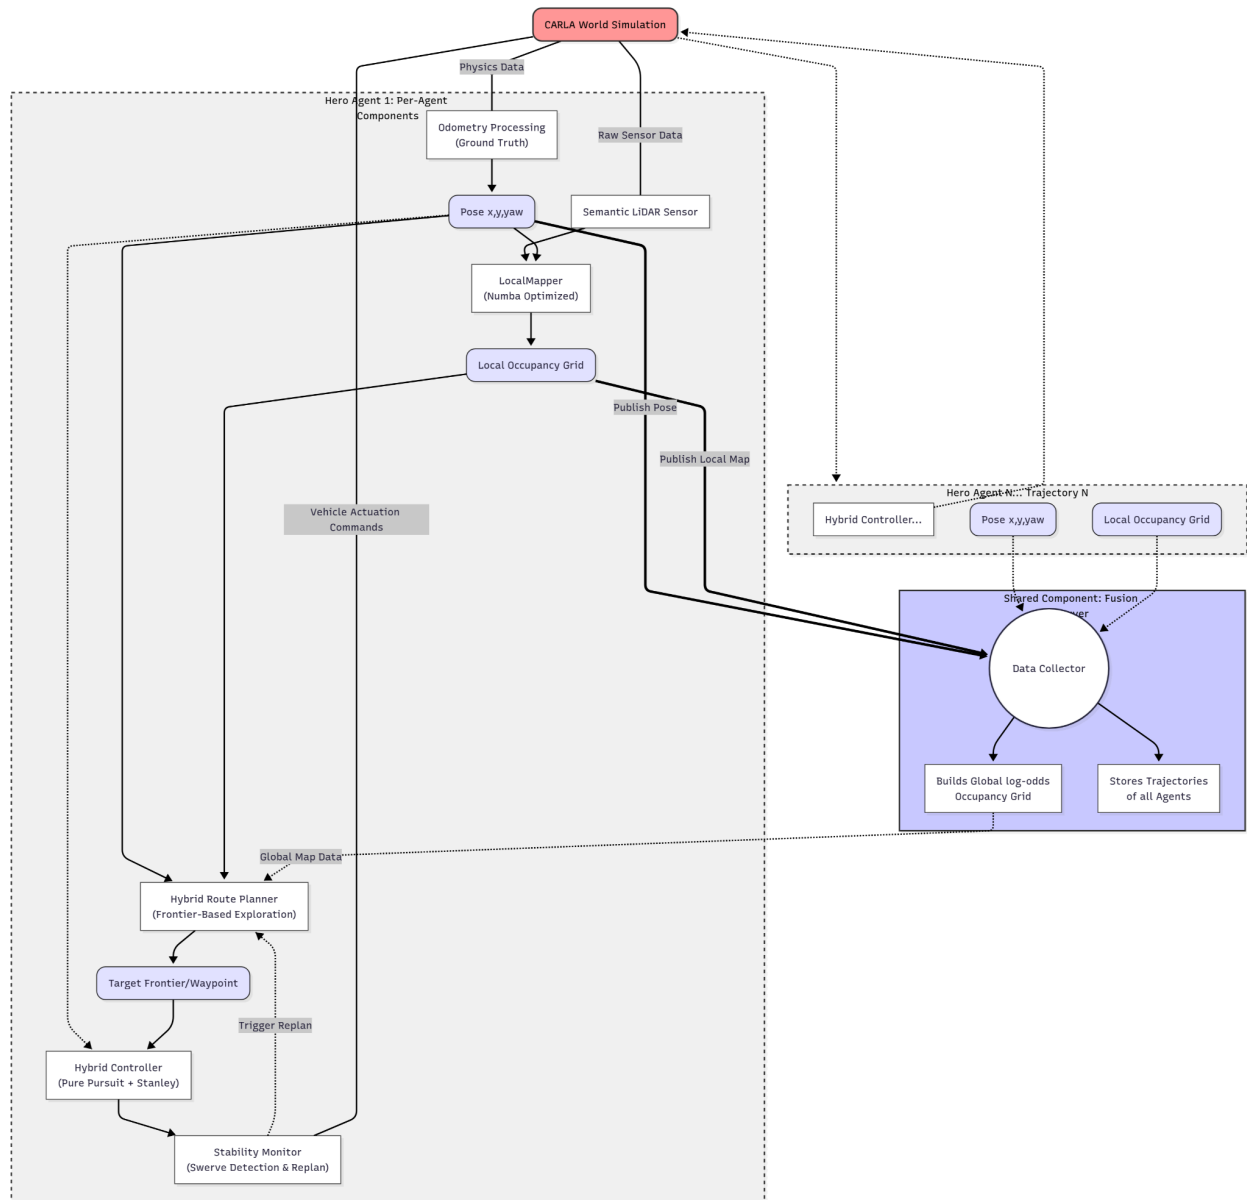 CARLA World Simulation
Physics Data
Hero Agent 1: Per-Agent
Components
Odometry Processing
(Ground Truth)
Raw Sensor Data
Pose x,y,yaw
Semantic LiDAR Sensor
LocalMapper
(Numba Optimized)
Local Occupancy Grid
Publish Pose
Publish Local Map
Vehicle Actuation
Commands
Hero Agent N... Trajectory N
Hybrid Controller...
Pose x,y,yaw
Local Occupancy Grid
Shared Component: Fusion
Data Collector
Builds Global log-odds
Occupancy Grid
Stores Trajectories
of all Agents
Global Map Data
Hybrid Route Planner
(Frontier-Based Exploration)
Target Frontier/Waypoint
Trigger Replan
Hybrid Controller
(Pure Pursuit + Stanley)
Stability Monitor
(Swerve Detection & Replan)